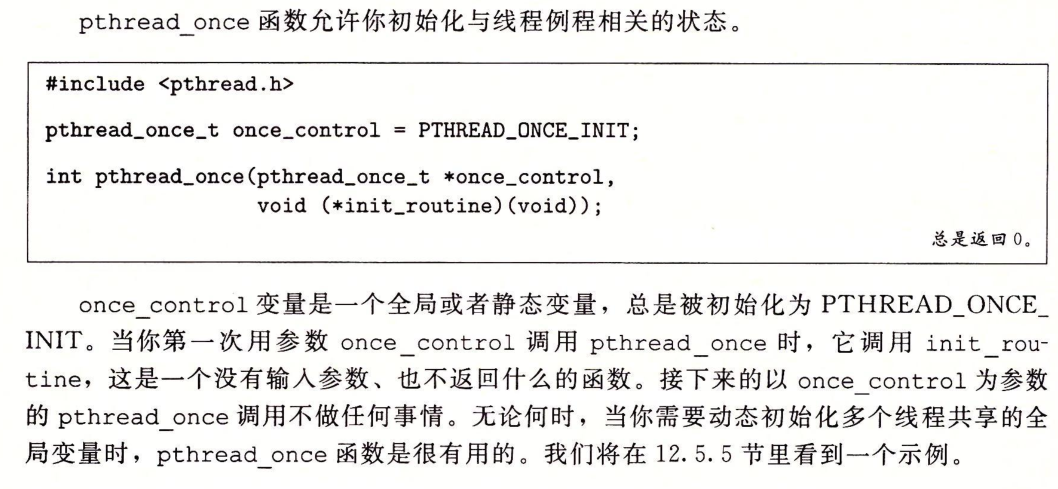 pthread_once 函数允许你初始化与线程例程相关的状态。
#include <pthread.h>
pthread_once_t once_control = PTHREAD_ONCE_INIT;
int pthread_once(pthread_once_t *once_control,
void (*init_routine)(void));
总是返回 0。
once_control 变量是一个全局或者静态变量，总是被初始化为 PTHREAD_ONCE_
INIT。当你第一次用参数 once_control 调用 pthread_once 时，它调用 init_rou-
tine，这是一个没有输入参数、也不返回什么的函数。接下来的以 once_control 为参数
的 pthread_once 调用不做任何事情。无论何时，当你需要动态初始化多个线程共享的全
局变量时，pthread_once 函数是很有用的。我们将在 12.5.5 节里看到一个示例。